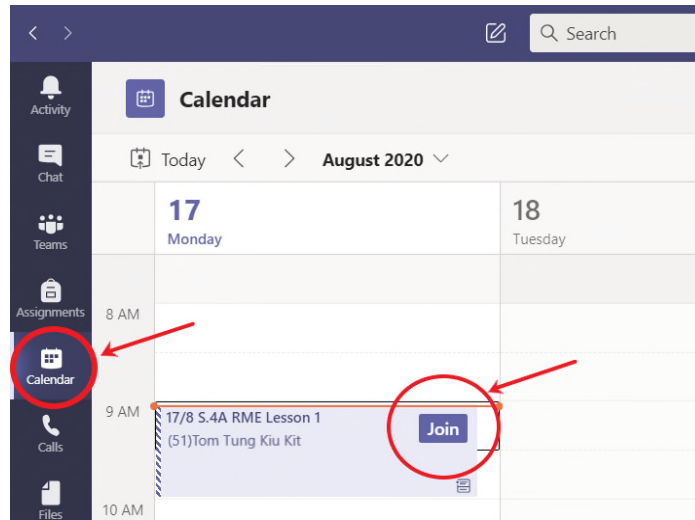 Search
Activity
Chat
Teams
Assignments
Calendar
Calls
Files
Calendar
Today
August 2020
17
Monday
18
Tuesday
8 AM
9 AM
17/8 S.4A RME Lesson 1
(51)Tom Tung Kiu Kit
Join
10 AM